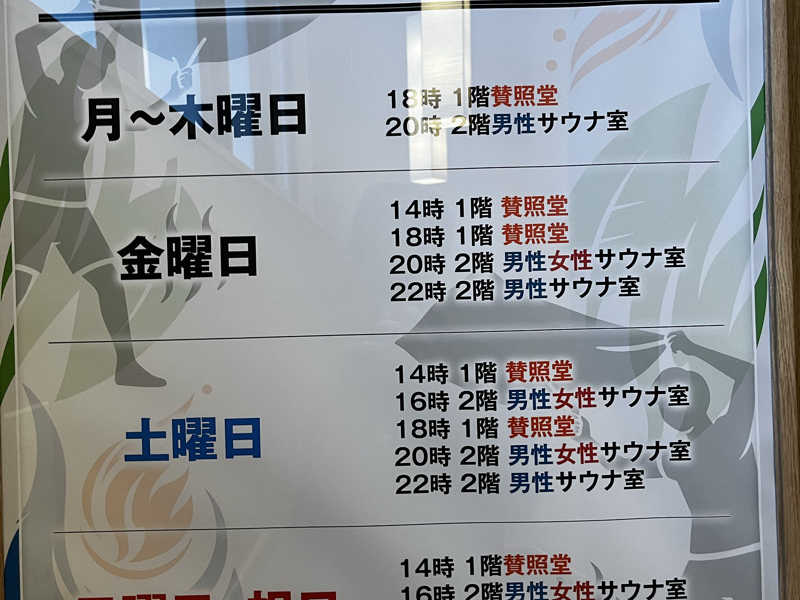 月～木曜日
18時 1階賛照堂
20時 2階男性サウナ室
金曜日
14時 1階 賛照堂
18時 1階 賛照堂
20時 2階 男性女性サウナ室
22時 2階 男性サウナ室
土曜日
14時 1階 賛照堂
16時 2階 男性女性サウナ室
18時 1階 賛照堂
20時 2階 男性女性サウナ室
22時 2階 男性サウナ室
14時 1階賛照堂
16時 2階男性女性サウナ室
日曜日・祝日